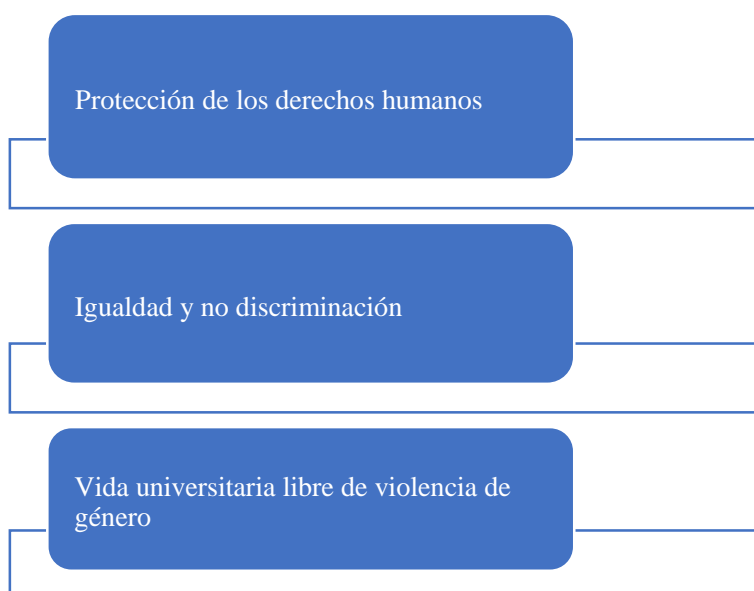 Protección de los derechos humanos
Igualdad y no discriminación
Vida universitaria libre de violencia de
género